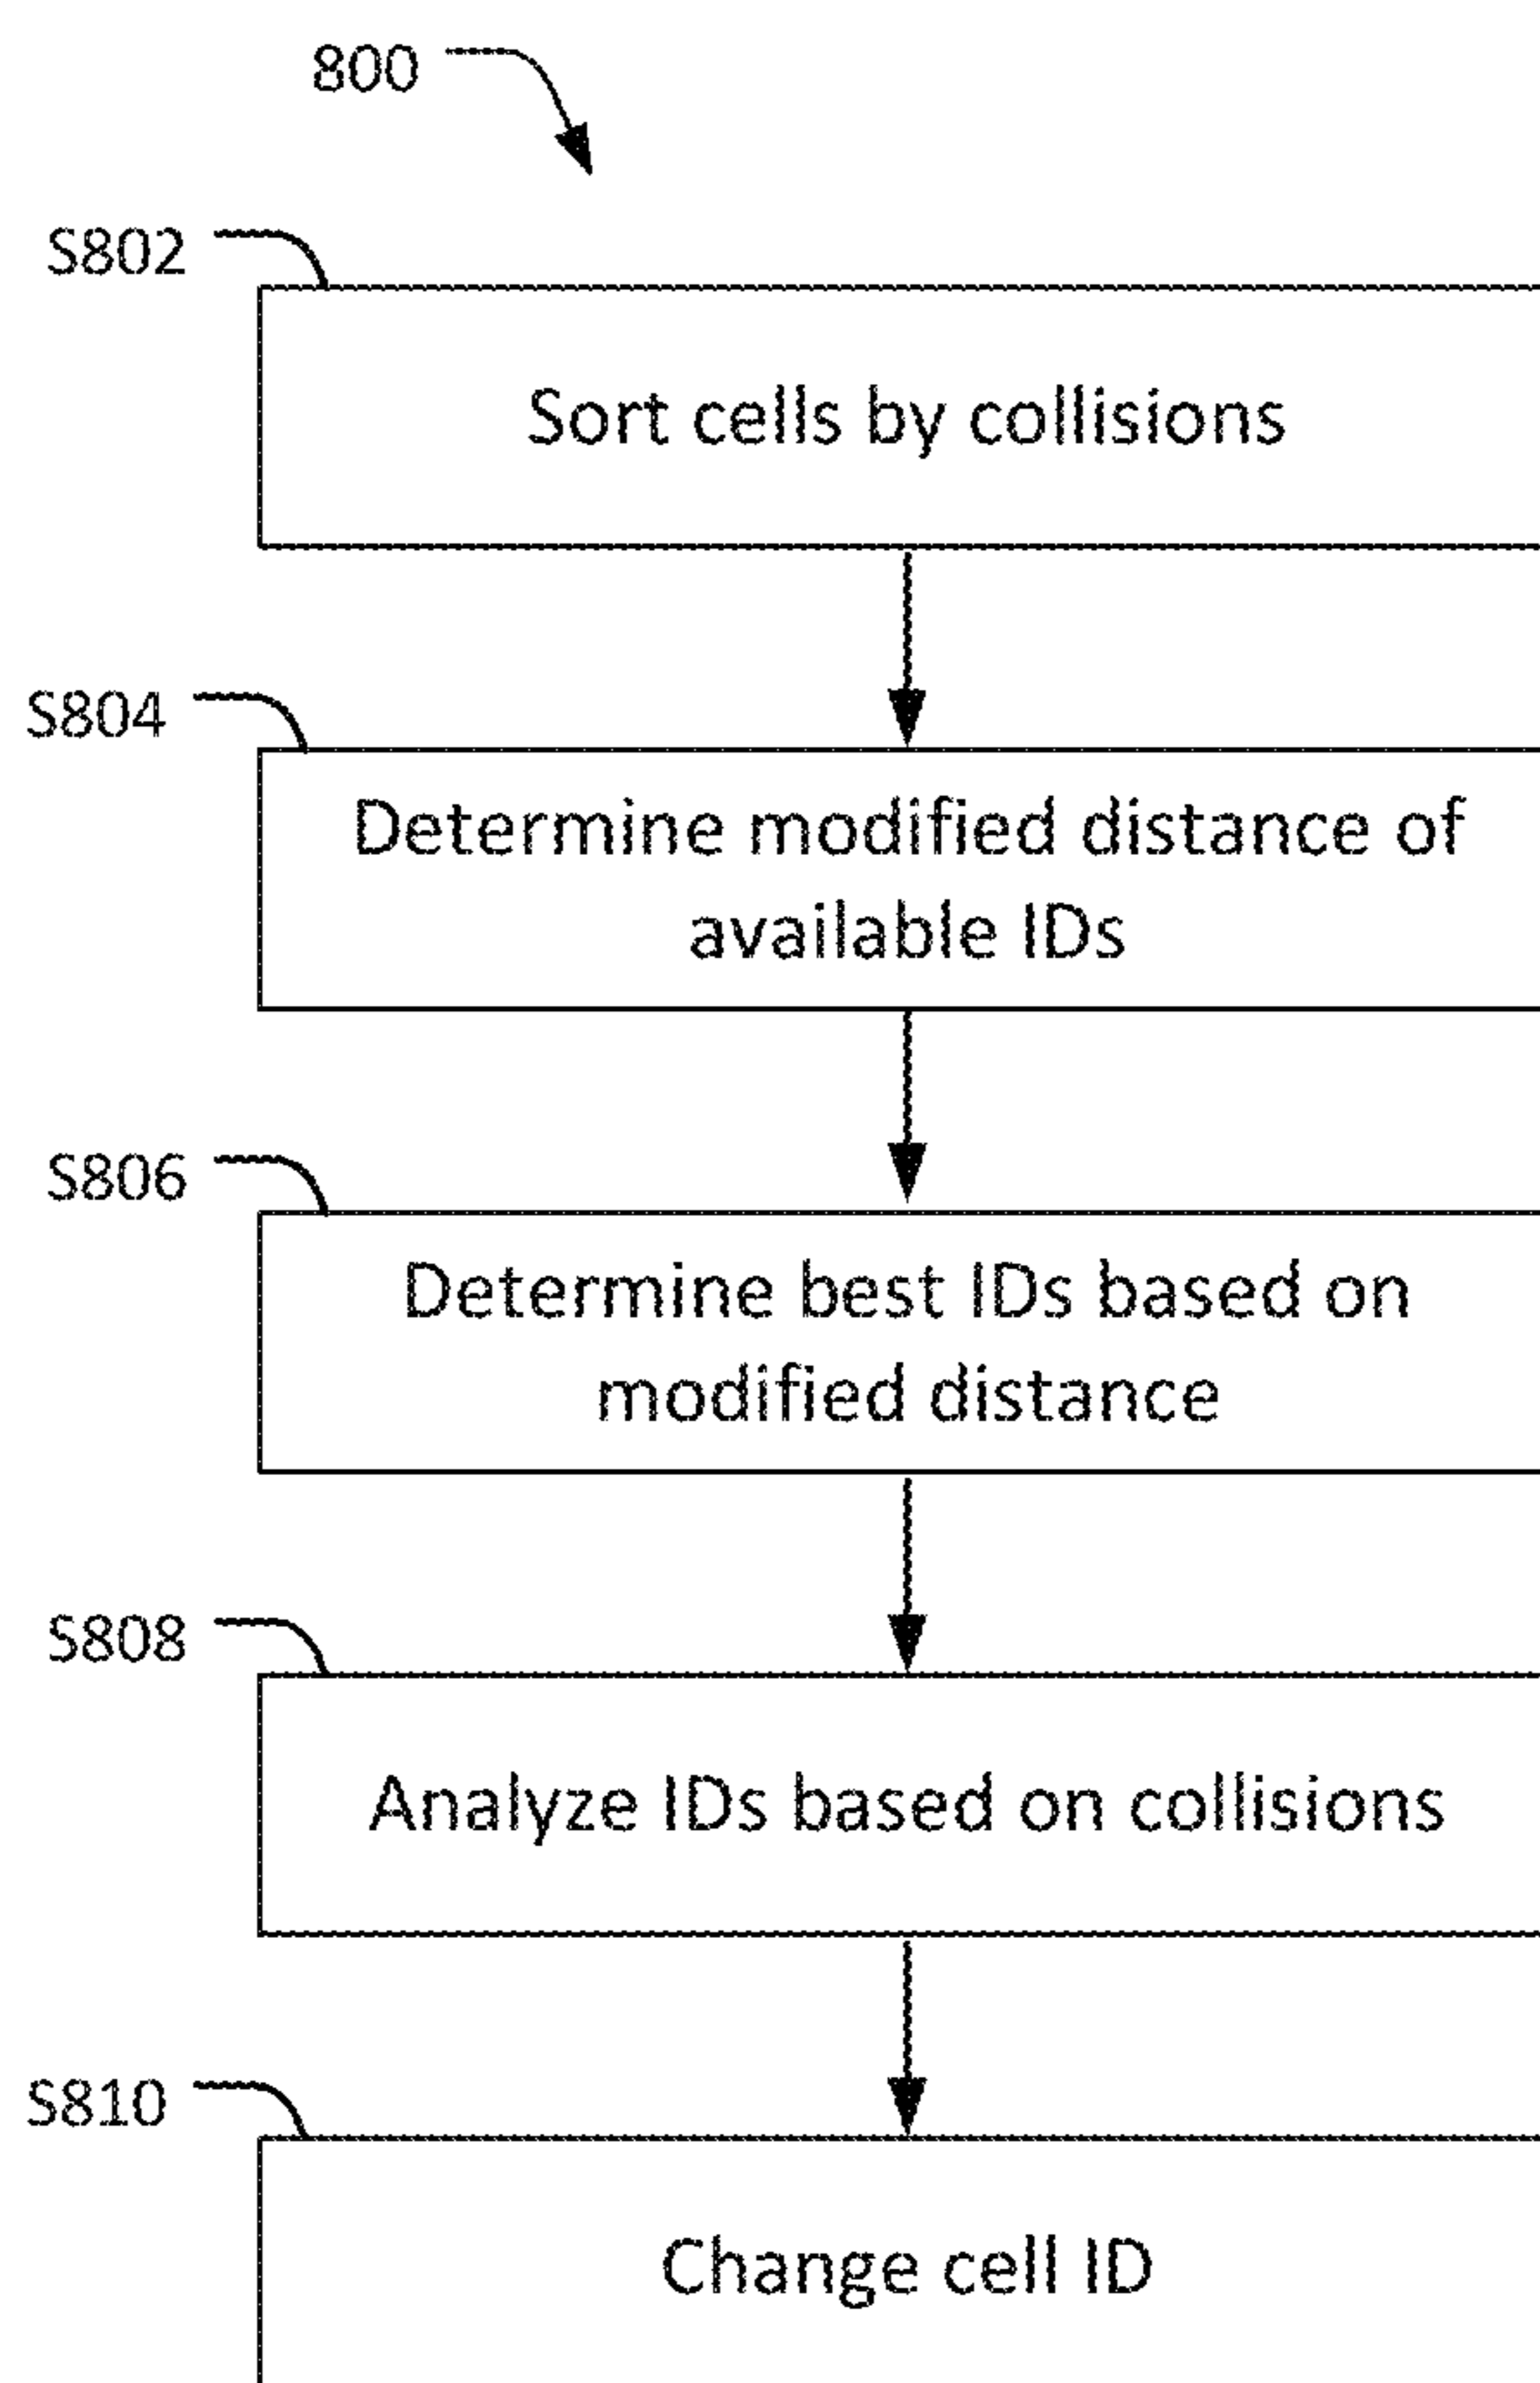 800
S802
Sort cells by collisions
S804
Determine modified distance of
available IDs
S806
Determine best IDs based on
modified distance
S808
Analyze IDs based on collisions
S810
Change cell ID